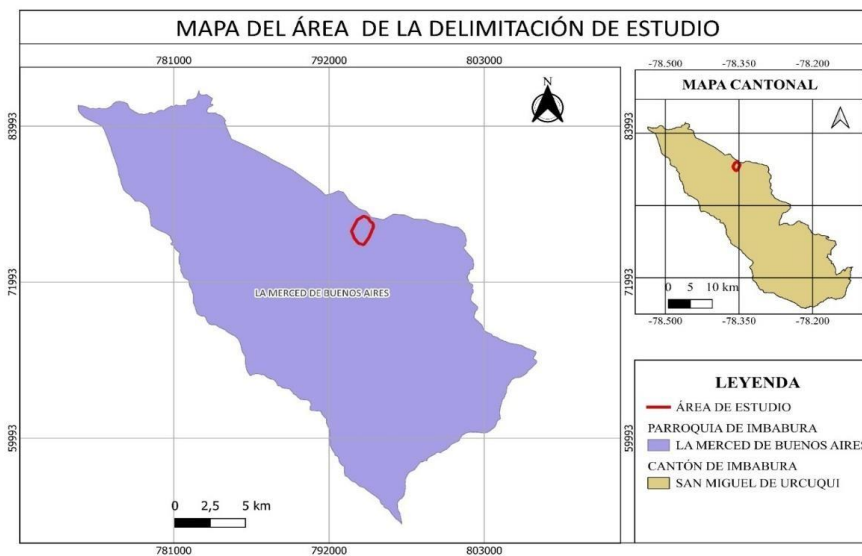 MAPA DEL ÁREA DE LA DELIMITACIÓN DE ESTUDIO
781000 792000 803000
83993
71993
59993
N
LA MERCED DE BUENOS AIRES
0 2,5 5 km
781000 792000 803000
-78.500 -78.350 -78.200
MAPA CANTONAL
83993
71993
59993
0 5 10 km
-78.500 -78.350 -78.200
LEYENDA
ÁREA DE ESTUDIO
PARROQUIA DE IMBABURA
LA MERCED DE BUENOS AIRES
CANTÓN DE IMBABURA
SAN MIGUEL DE URCUQUI